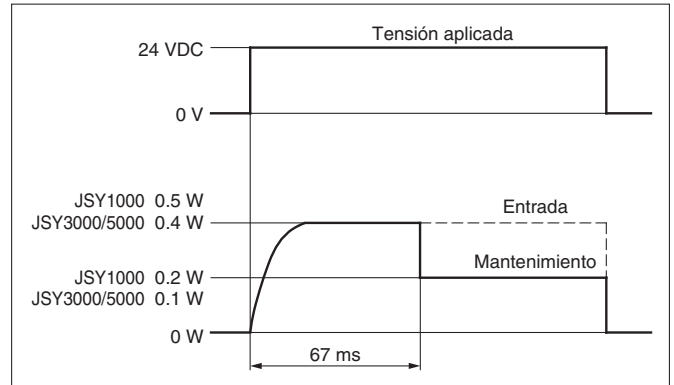 Tensión aplicada
24 VDC
0 V
JSY1000 0.5 W
JSY3000/5000 0.4 W
Entrada
JSY1000 0.2 W
Mantenimiento
JSY3000/5000 0.1 W
0 W
67 ms